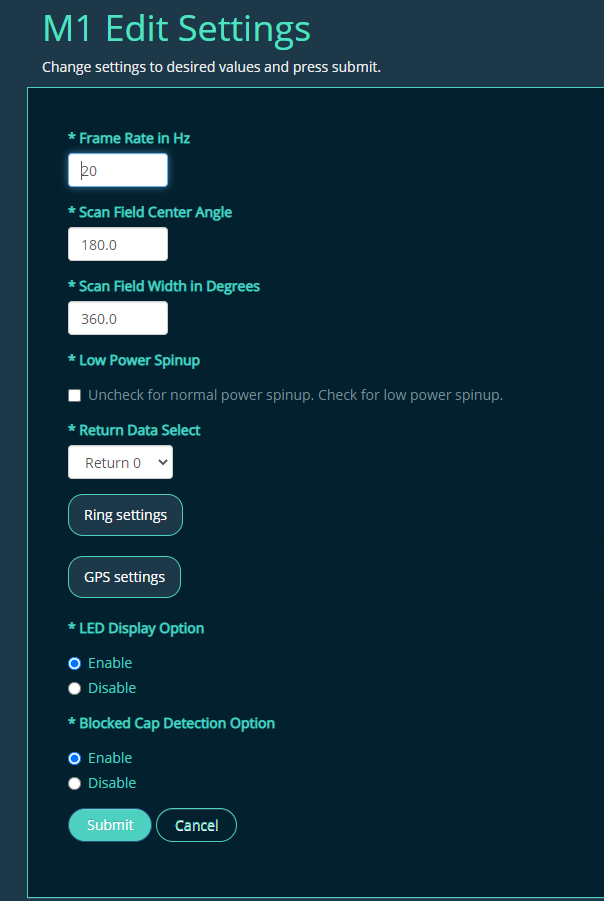 M1 Edit Settings
Change settings to desired values and press submit.
* Frame Rate in Hz
20
* Scan Field Center Angle
180.0
* Scan Field Width in Degrees
360.0
* Low Power Spinup
Uncheck for normal power spinup. Check for low power spinup.
* Return Data Select
Return 0
Ring settings
GPS settings
* LED Display Option
Enable
Disable
* Blocked Cap Detection Option
Enable
Disable
Submit Cancel